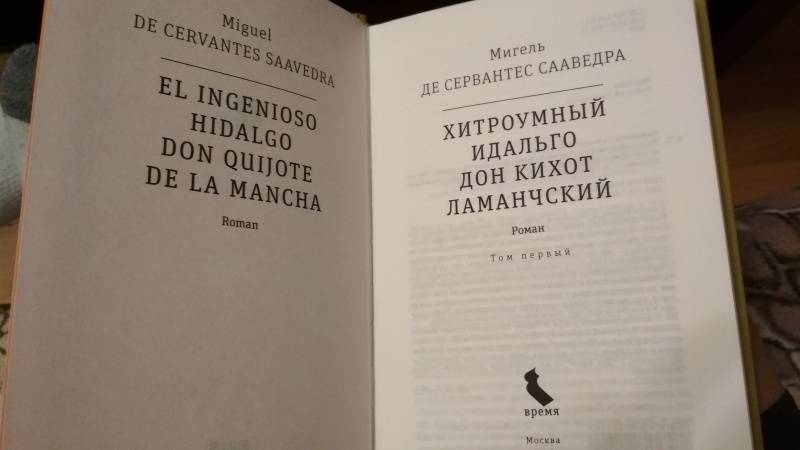 Miguel
DE CERVANTES SAAVEDRA
EL INGENIOSO
HIDALGO
DON QUIJOTE
DE LA MANCHA
Roman
Мигель
ДЕ СЕРВАНТЕС СААВЕДРА
ХИТРОУМНЫЙ
ИДАЛЬГО
ДОН КИХОТ
ЛАМАНЧСКИЙ
Роман
Том первый
время
Москва